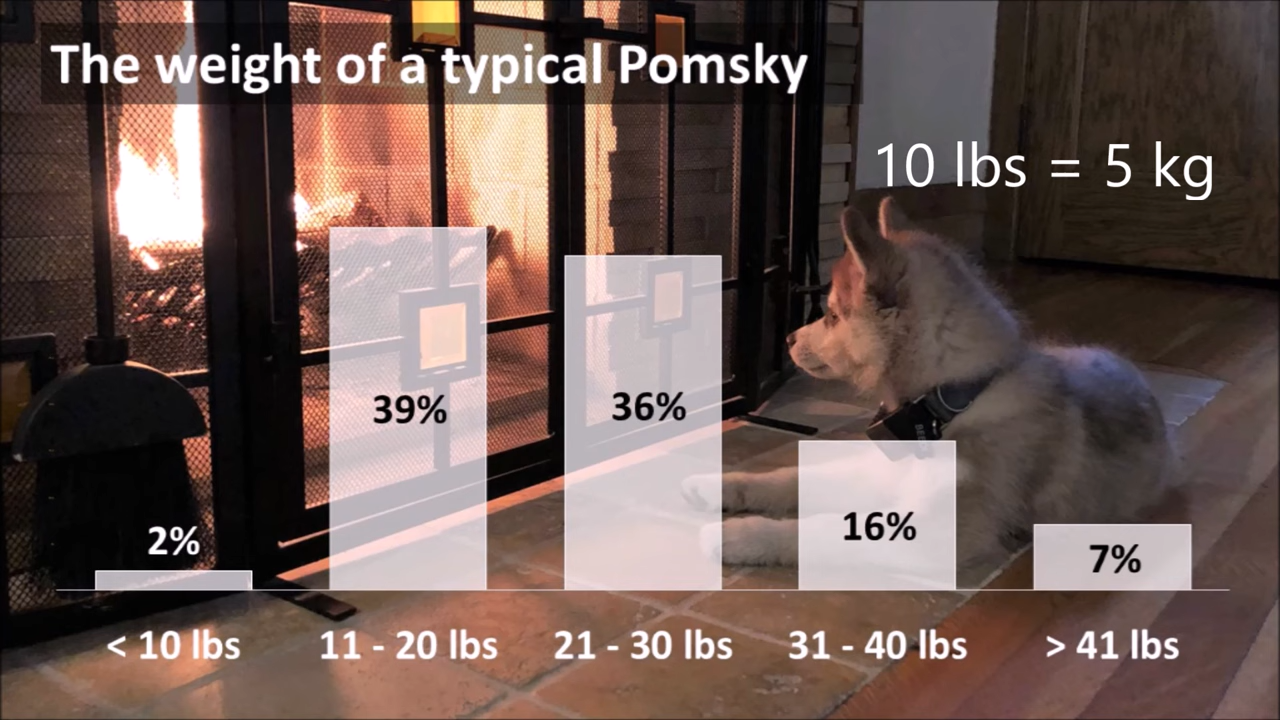 The weight of a typical Pomsky
10 lbs = 5 kg
39%
36%
16%
2%
7%
< 10 lbs
11 - 20 lbs
21 - 30 lbs
31 - 40 lbs
> 41 lbs